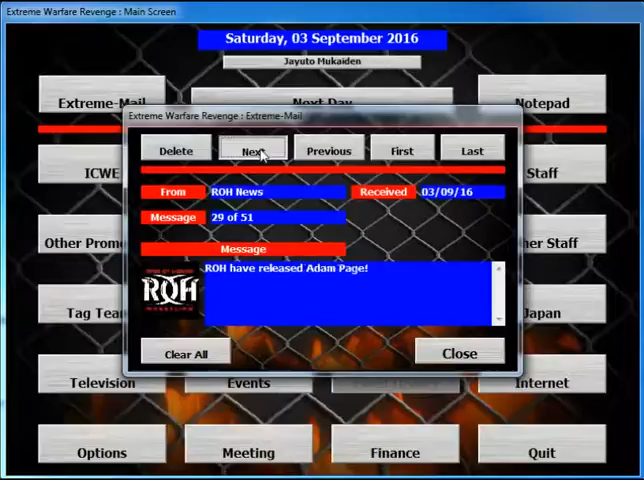 Extreme Warfare Revenge : Main Screen
Saturday, 03 September 2016
Jayuto Mukaiden
Extreme-Mail
Next Day
Notepad
Extreme Warfare Revenge : Extreme-Mail
Delete
Next
Previous
First
Last
ICWE
Staff
From
ROH News
Received
03/09/16
Message
29 of 51
Other Promo
her Staff
Message
ROH have released Adam Page!
ROH
WRESTLING
Tag Tea
Japan
Clear All
Close
Television
Events
Internet
Options
Meeting
Finance
Quit